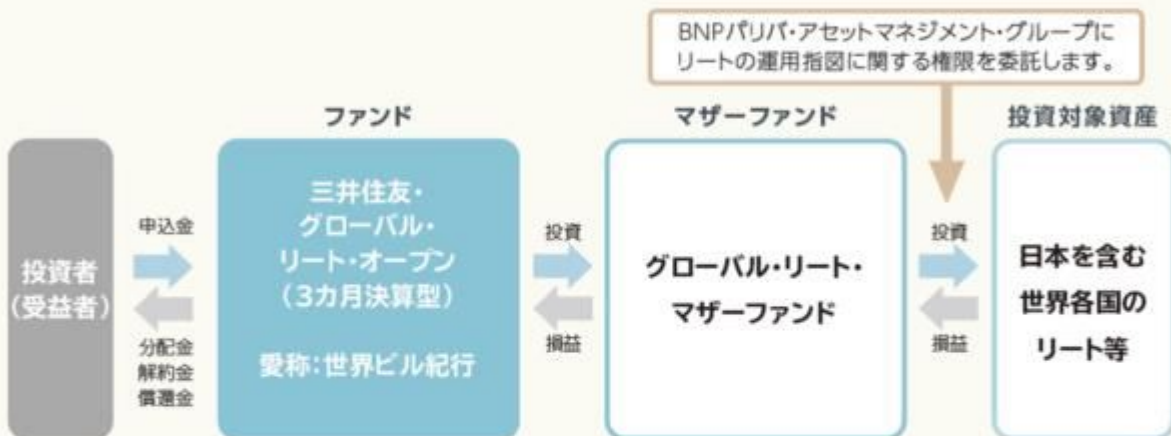 BNPパリバ・アセットマネジメント・グループに
リートの運用指図に関する権限を委託します。
ファンド
マザーファンド
投資対象資産
投資者
(受益者)
申込金
分配金
解約金
償還金
三井住友・
グローバル・
リート・オープン
(3カ月決算型)
愛称:世界ビル紀行
投資
損益
グローバル・リート・
マザーファンド
投資
損益
日本を含む
世界各国の
リート等